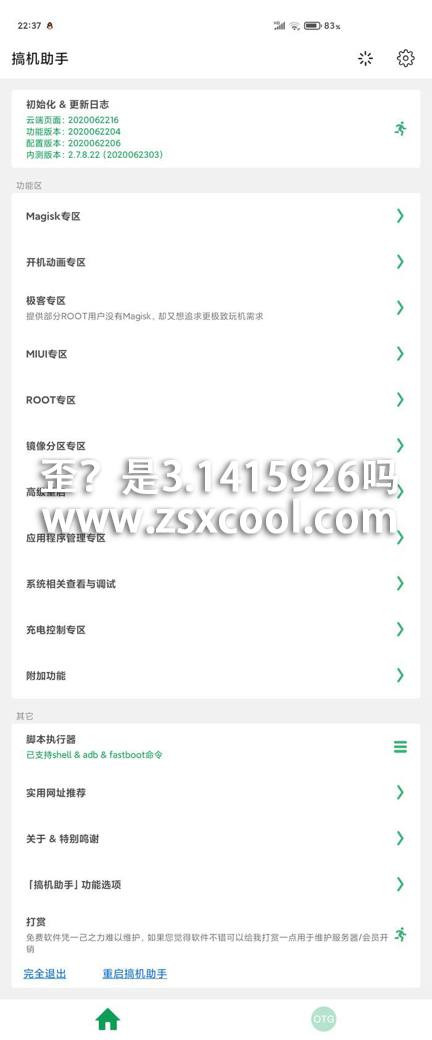 22:37
83%
搞机助手
初始化 & 更新日志
云端页面: 2020062216
功能版本: 2020062204
配置版本: 2020062206
内测版本: 2.7.8.22 (2020062303)
功能区
Magisk专区
开机动画专区
极客专区
提供部分ROOT用户没有Magisk、却又想追求更极致玩机需求
MIUI专区
ROOT专区
镜像分区专区
歪？是3.1415926吗
高级重启
www.zsxcool.com
应用程序管理专区
系统相关查看与调试
充电控制专区
附加功能
其它
脚本执行器
已支持shell & adb & fastboot命令
实用网址推荐
关于 & 特别鸣谢
「搞机助手」功能选项
打赏
免费软件凭一己之力难以维护，如果您觉得软件不错可以给我打赏一点用于维护服务器/会员开
销
完全退出 重启搞机助手
OTG